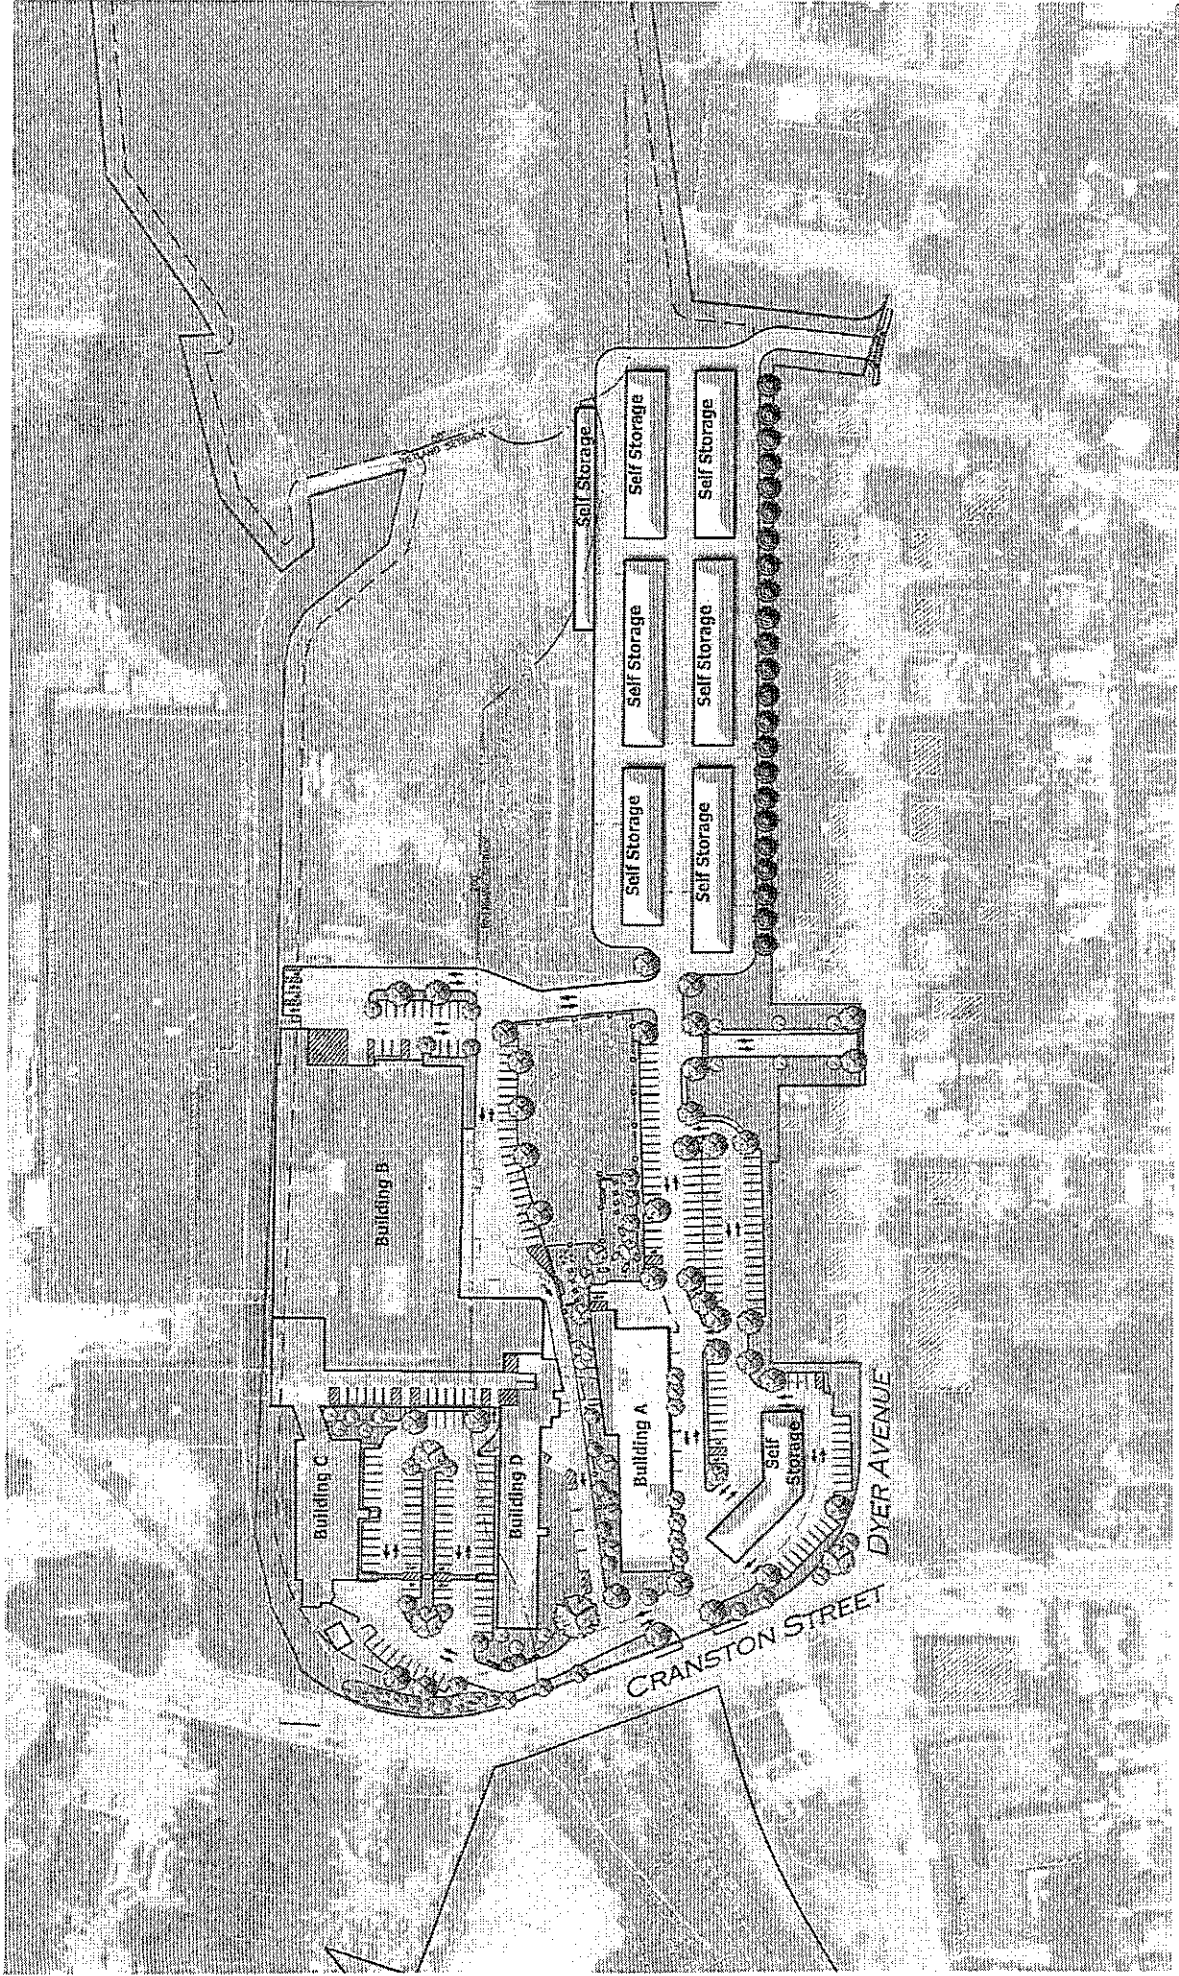 Self Storage
Self Storage
Self Storage
Self Storage
Self Storage
Self Storage
Self Storage
Building B
Building C
Building D
Building A
Self
Storage
DYER AVENUE
CRANSTON STREET